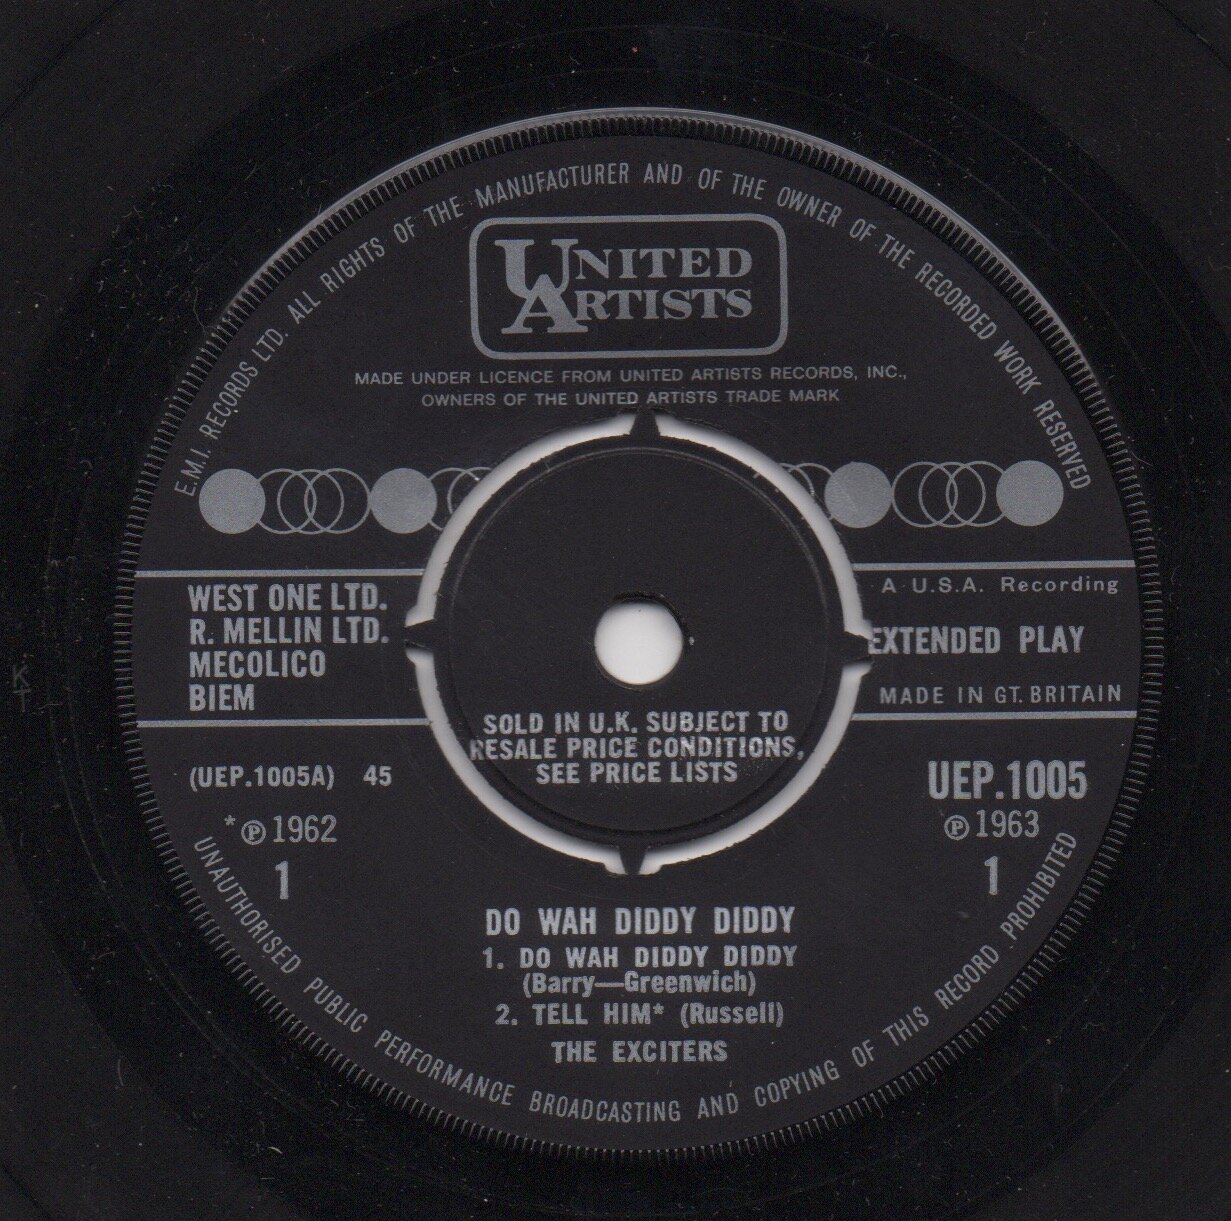 E.M.I. RECORDS LTD. ALL RIGHTS OF THE MANUFACTURER AND OF THE OWNER OF THE RECORDED WORK RESERVED
UNITED
ARTISTS
MADE UNDER LICENCE FROM UNITED ARTISTS RECORDS, INC.,
OWNERS OF THE UNITED ARTISTS TRADE MARK
WEST ONE LTD.
R. MELLIN LTD.
MECOLICO
BIEM
A U.S.A. Recording
EXTENDED PLAY
MADE IN GT. BRITAIN
SOLD IN U.K. SUBJECT TO
RESALE PRICE CONDITIONS,
SEE PRICE LISTS
(UEP.1005A) 45
*℗ 1962
1
UEP.1005
℗ 1963
1
DO WAH DIDDY DIDDY
1. DO WAH DIDDY DIDDY
(Barry—Greenwich)
2. TELL HIM* (Russell)
THE EXCITERS
UNAUTHORISED PUBLIC PERFORMANCE BROADCASTING AND COPYING OF THIS RECORD PROHIBITED
KT